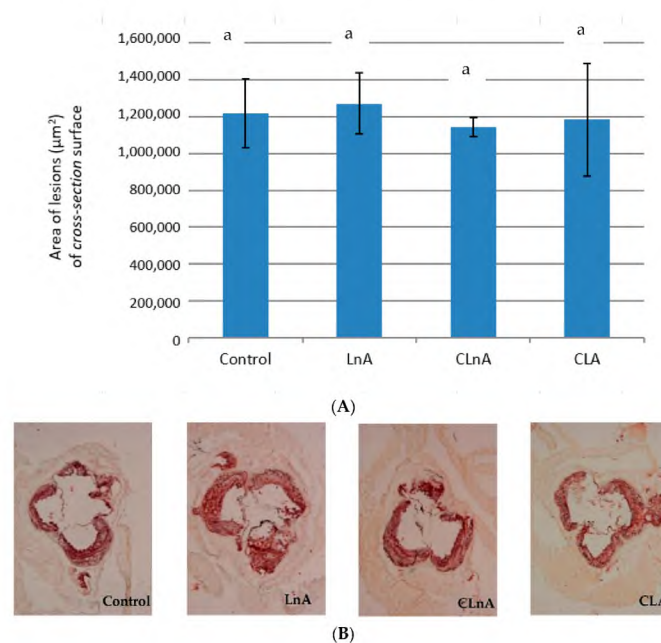 Area of lesions (µm²)
of cross-section surface
1,600,000
1,400,000
1,200,000
1,000,000
800,000
600,000
400,000
200,000
0
a
a
a
a
Control
LnA
CLnA
CLA
(A)
Control
LnA
CLnA
CLA
(B)